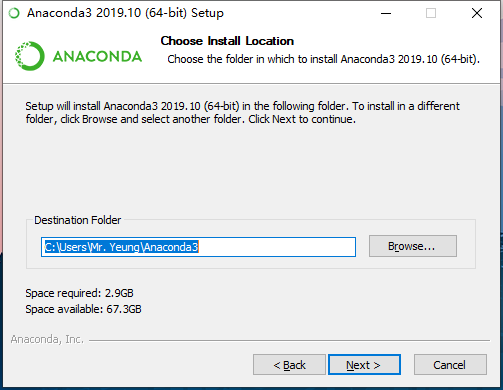 Anaconda3 2019.10 (64-bit) Setup
ANACONDA
Choose Install Location
Choose the folder in which to install Anaconda3 2019.10 (64-bit).
Setup will install Anaconda3 2019.10 (64-bit) in the following folder. To install in a different
folder, click Browse and select another folder. Click Next to continue.
Destination Folder
C:\Users\Mr. Yeung\Anaconda3
Browse...
Space required: 2.9GB
Space available: 67.3GB
Anaconda, Inc.
< Back
Next >
Cancel